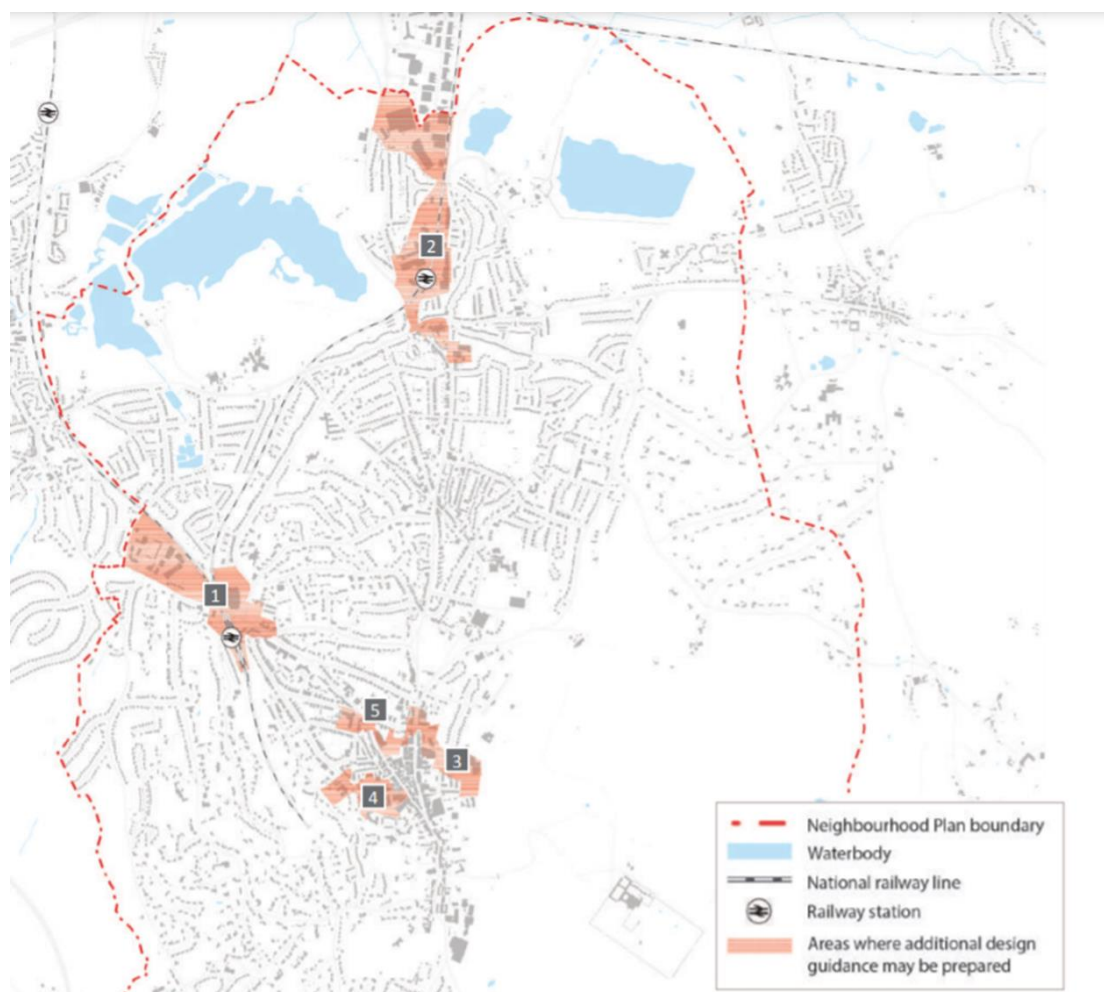 2
1
5
3
4
Neighbourhood Plan boundary
Waterbody
National railway line
Railway station
Areas where additional design
guidance may be prepared